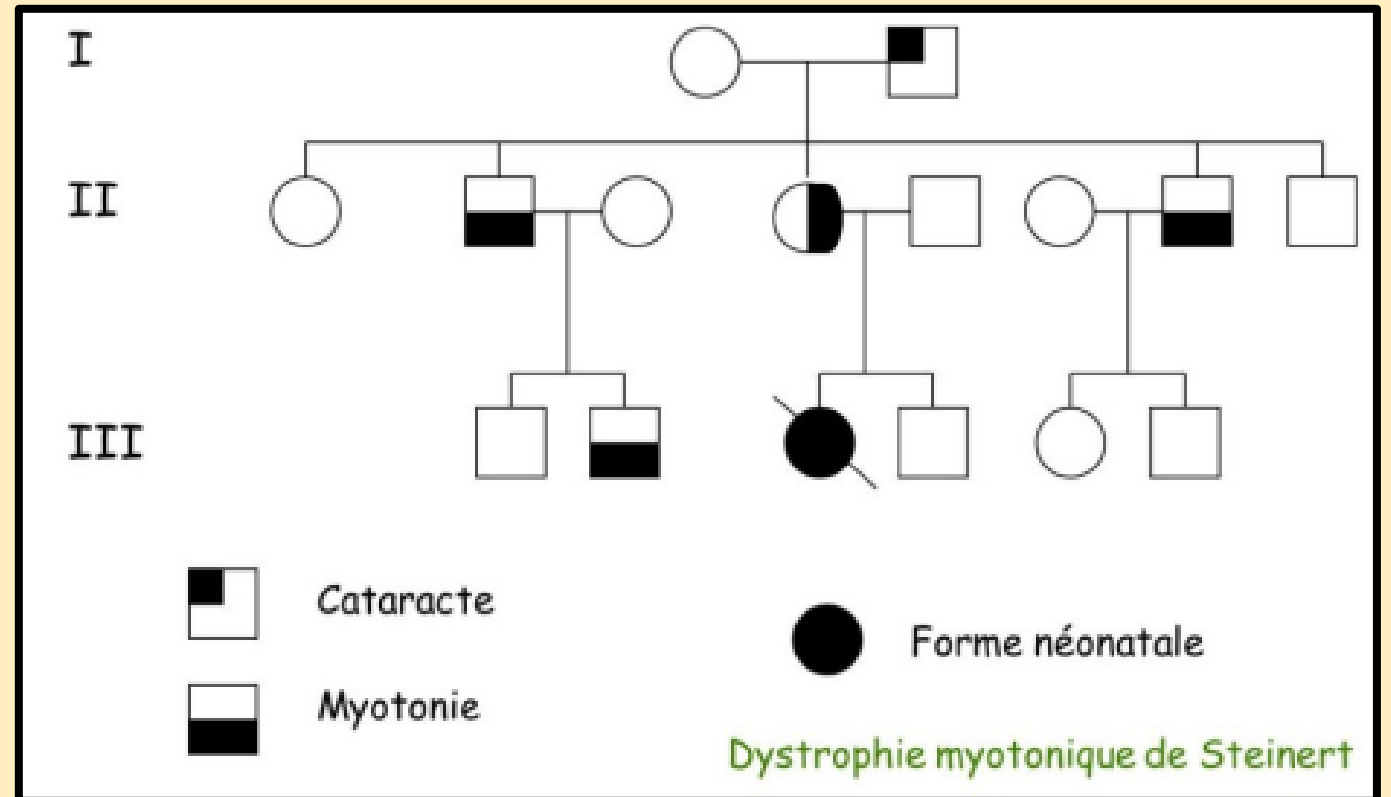 I
II
III
Cataracte
Forme néonatale
Myotonie
Dystrophie myotonique de Steinert